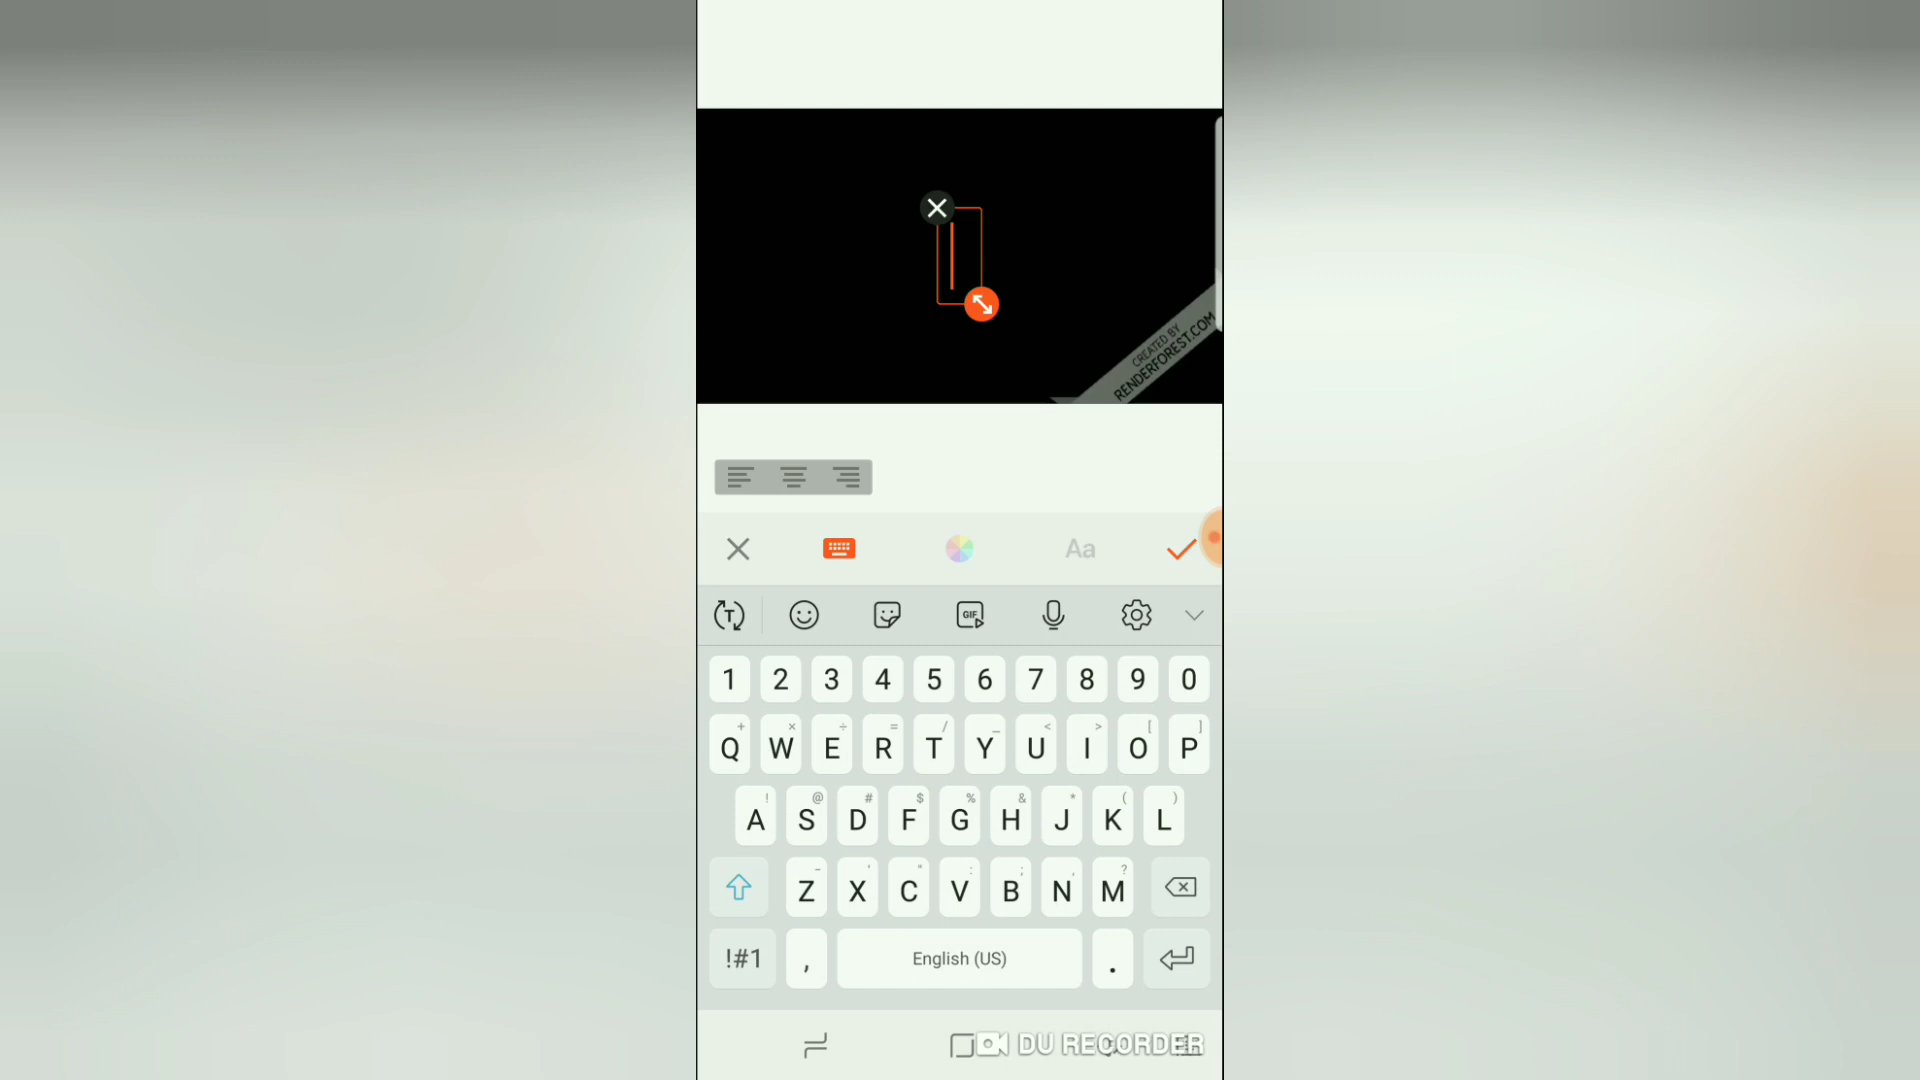 CREATED BY
RENDERFOREST.COM
Aa
T GIF
1 2 3 4 5 6 7 8 9 0
+ × ÷ = / _ < > [ ]
Q W E R T Y U I O P
! @ # $ % & * ( )
A S D F G H J K L
- ' " : ; , ?
Z X C V B N M
!#1 , English (US) .
DU RECORDER